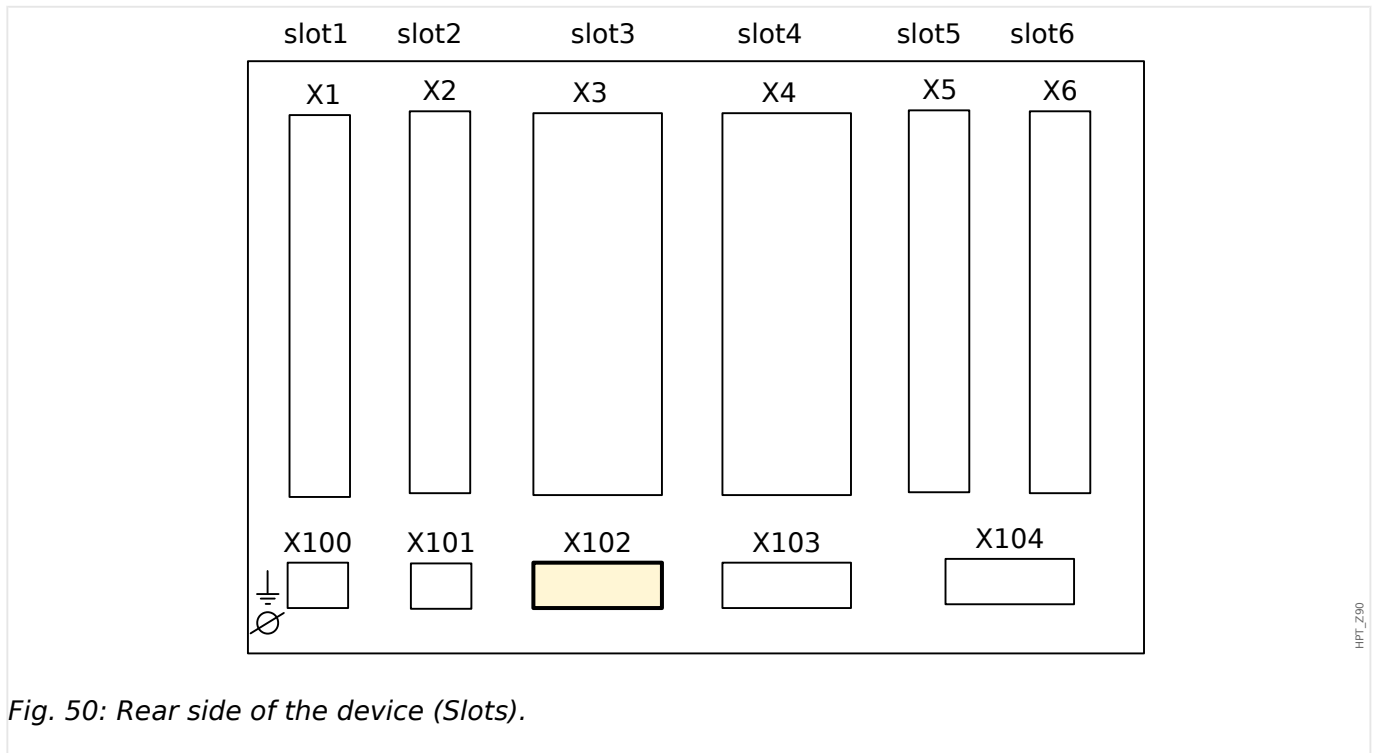 slot1 slot2 slot3 slot4 slot5 slot6
X1 X2 X3 X4 X5 X6
X100 X101 X102 X103 X104
HPT_Z90
Fig. 50: Rear side of the device (Slots).